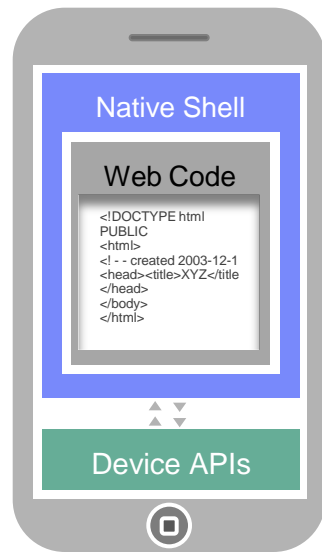 Native Shell
Web Code
<!DOCTYPE html
PUBLIC
<html>
<! - - created 2003-12-1
<head><title>XYZ</title
</head>
</body>
</html>
Device APIs